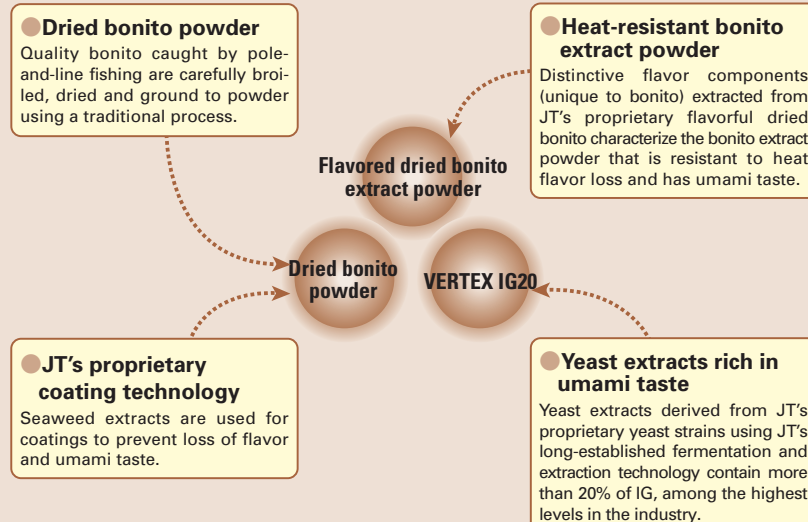 Dried bonito powder
Quality bonito caught by pole-
and-line fishing are carefully broi-
led, dried and ground to powder
using a traditional process.
Heat-resistant bonito
extract powder
Distinctive flavor components
(unique to bonito) extracted from
JT's proprietary flavorful dried
bonito characterize the bonito extract
powder that is resistant to heat
flavor loss and has umami taste.
Flavored dried bonito
extract powder
Dried bonito
powder
VERTEX IG20
JT's proprietary
coating technology
Seaweed extracts are used for
coatings to prevent loss of flavor
and umami taste.
Yeast extracts rich in
umami taste
Yeast extracts derived from JT's
proprietary yeast strains using JT's
long-established fermentation and
extraction technology contain more
than 20% of IG, among the highest
levels in the industry.